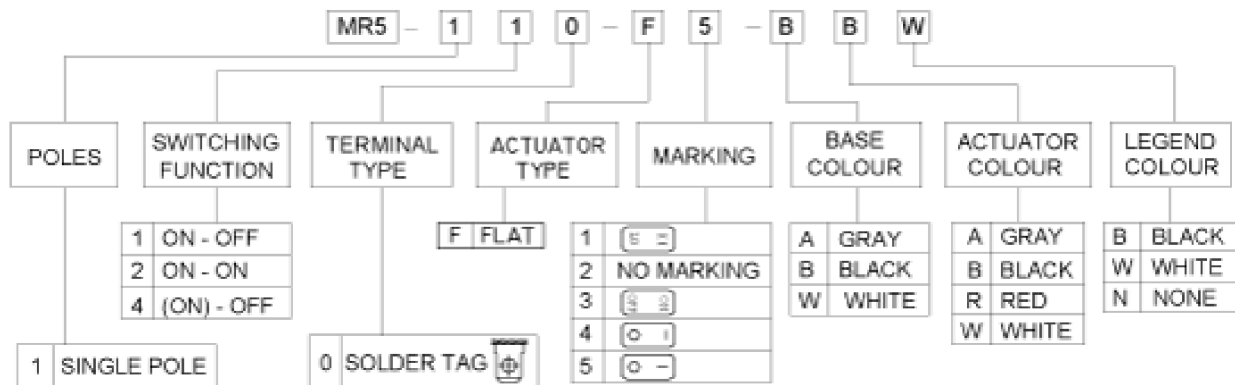 MR5 - 1 1 0 - F 5 - B B W
POLES
SWITCHING FUNCTION
TERMINAL TYPE
ACTUATOR TYPE
MARKING
BASE COLOUR
ACTUATOR COLOUR
LEGEND COLOUR
1 SINGLE POLE
1 ON - OFF
2 ON - ON
4 (ON) - OFF
0 SOLDER TAG
F FLAT
1
2 NO MARKING
3
4 O I
5 O –
A GRAY
B BLACK
W WHITE
A GRAY
B BLACK
R RED
W WHITE
B BLACK
W WHITE
N NONE